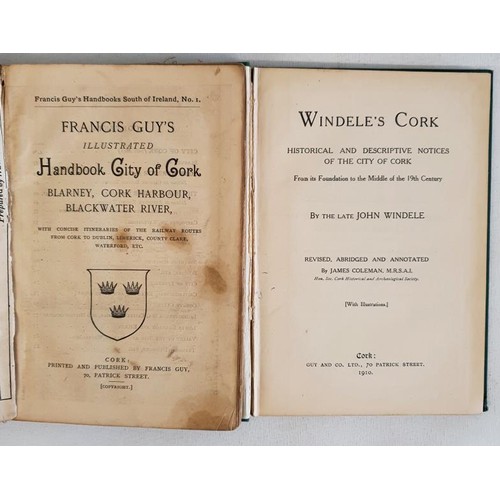 Prepared by
Francis Guy's Handbooks South of Ireland, No. 1.
FRANCIS GUY'S
ILLUSTRATED
Handbook City of Cork
BLARNEY, CORK HARBOUR,
BLACKWATER RIVER,
WITH CONCISE ITINERARIES OF THE RAILWAY ROUTES
FROM CORK TO DUBLIN, LIMERICK, COUNTY CLARE,
WATERFORD, ETC.
CORK:
PRINTED AND PUBLISHED BY FRANCIS GUY,
70, PATRICK STREET.
[COPYRIGHT.]
WINDELE'S CORK
HISTORICAL AND DESCRIPTIVE NOTICES
OF THE CITY OF CORK
From its Foundation to the Middle of the 19th Century
BY THE LATE JOHN WINDELE
REVISED, ABRIDGED AND ANNOTATED
By JAMES COLEMAN, M.R.S.A.I.
Hon. Sec. Cork Historical and Archæological Society.
[With Illustrations.]
Cork:
GUY AND CO. LTD., 70 PATRICK STREET.
1910.